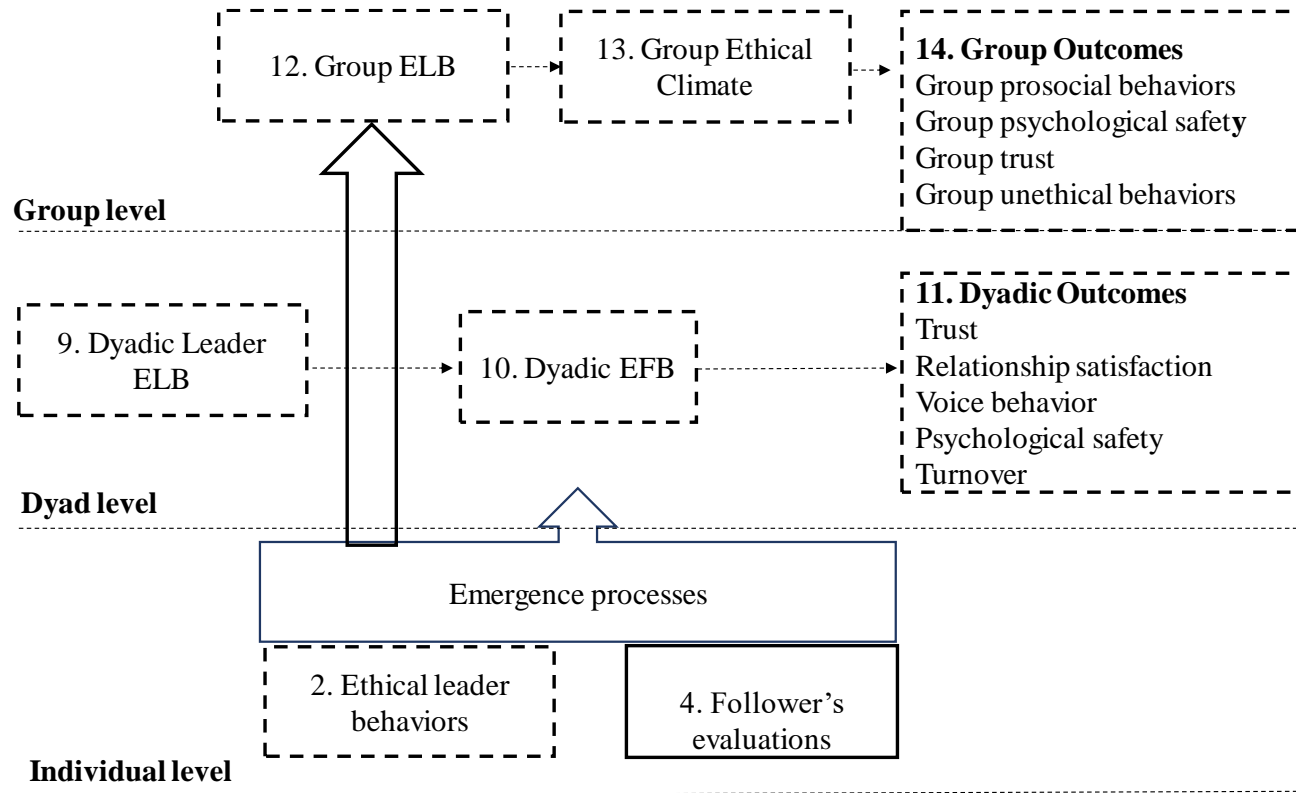 12. Group ELB
13. Group Ethical
Climate
14. Group Outcomes
Group prosocial behaviors
Group psychological safety
Group trust
Group unethical behaviors
Group level
9. Dyadic Leader
ELB
10. Dyadic EFB
11. Dyadic Outcomes
Trust
Relationship satisfaction
Voice behavior
Psychological safety
Turnover
Dyad level
Emergence processes
2. Ethical leader
behaviors
4. Follower’s
evaluations
Individual level